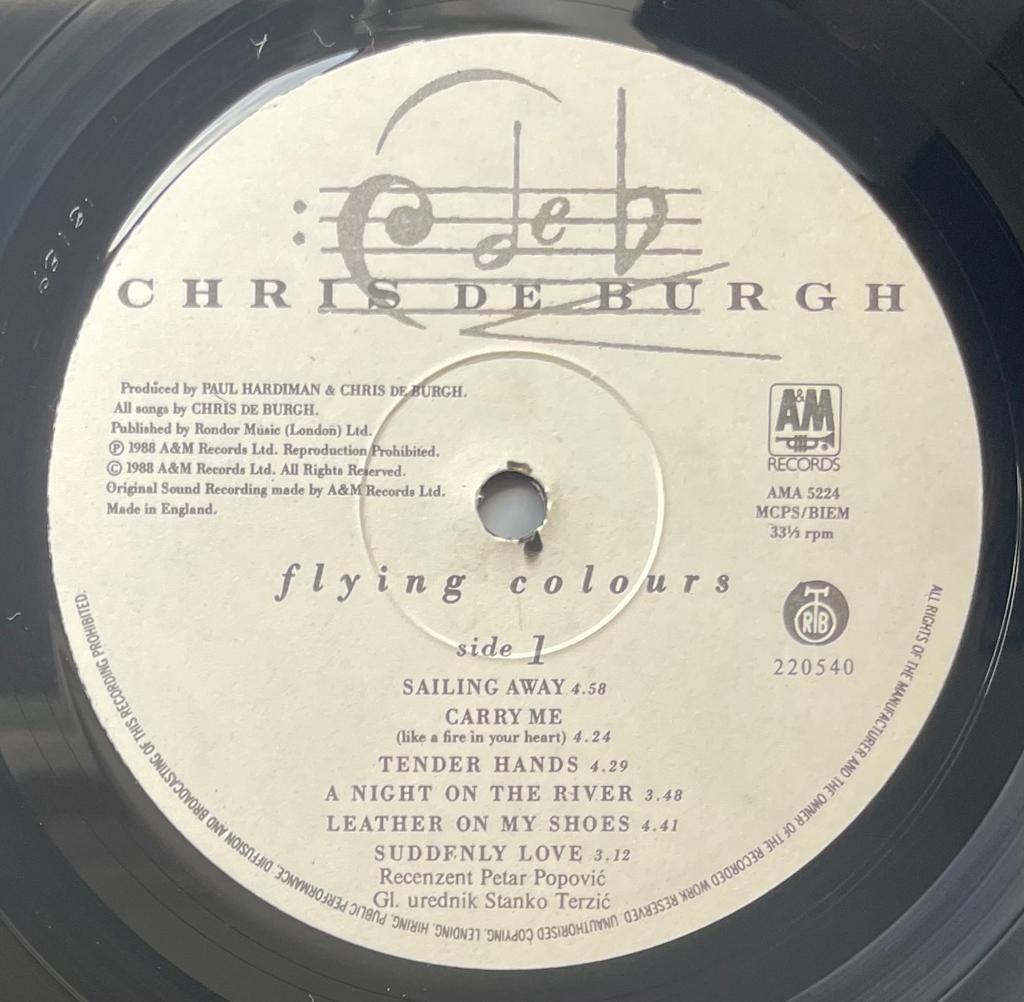 CHRIS DE BURGH
Produced by PAUL HARDIMAN & CHRIS DE BURGH.
All songs by CHRIS DE BURGH.
Published by Rondor Music (London) Ltd.
Ⓟ 1988 A&M Records Ltd. Reproduction Prohibited.
© 1988 A&M Records Ltd. All Rights Reserved.
Original Sound Recording made by A&M Records Ltd.
Made in England.
A&M
RECORDS
AMA 5224
MCPS/BIEM
33⅓ rpm
flying colours
RTB
220540
side 1
SAILING AWAY 4.58
CARRY ME
(like a fire in your heart) 4.24
TENDER HANDS 4.29
A NIGHT ON THE RIVER 3.48
LEATHER ON MY SHOES 4.41
SUDDENLY LOVE 3.12
Recenzent Petar Popović
Gl. urednik Stanko Terzić
ALL RIGHTS OF THE MANUFACTURER AND THE OWNER OF THE RECORDED WORK RESERVED. UNAUTHORISED COPYING, LENDING, HIRING, PUBLIC PERFORMANCE, DIFFUSION AND BROADCASTING OF THIS RECORDING PROHIBITED.